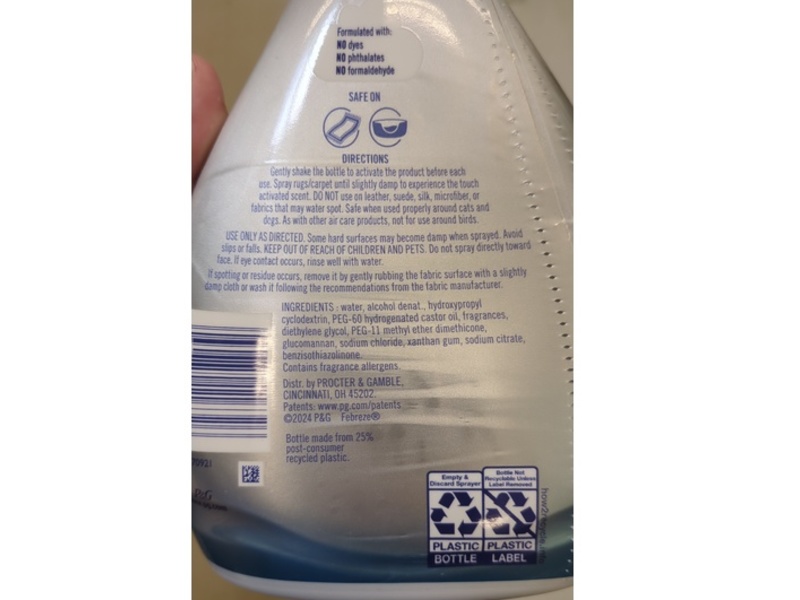 Formulated with:
NO dyes
NO phthalates
NO formaldehyde
SAFE ON
DIRECTIONS
Gently shake the bottle to activate the product before each
use. Spray rugs/carpet until slightly damp to experience the touch
activated scent. DO NOT use on leather, suede, silk, microfiber, or
fabrics that may water spot. Safe when used properly around cats and
dogs. As with other air care products, not for use around birds.
USE ONLY AS DIRECTED. Some hard surfaces may become damp when sprayed. Avoid
slips or falls. KEEP OUT OF REACH OF CHILDREN AND PETS. Do not spray directly toward
face. If eye contact occurs, rinse well with water.
If spotting or residue occurs, remove it by gently rubbing the fabric surface with a slightly
damp cloth or wash it following the recommendations from the fabric manufacturer.
INGREDIENTS : water, alcohol denat., hydroxypropyl
cyclodextrin, PEG-60 hydrogenated castor oil, fragrances,
diethylene glycol, PEG-11 methyl ether dimethicone,
glucomannan, sodium chloride, xanthan gum, sodium citrate,
benzisothiazolinone.
Contains fragrance allergens.
Distr. by PROCTER & GAMBLE,
CINCINNATI, OH 45202.
Patents: www.pg.com/patents
©2024 P&G Febreze®
Bottle made from 25%
post-consumer
recycled plastic.
P&G
Empty &
Discard Sprayer
PLASTIC
BOTTLE
Bottle Not
Recyclable Unless
Label Removed
PLASTIC
LABEL
how2recycle.info